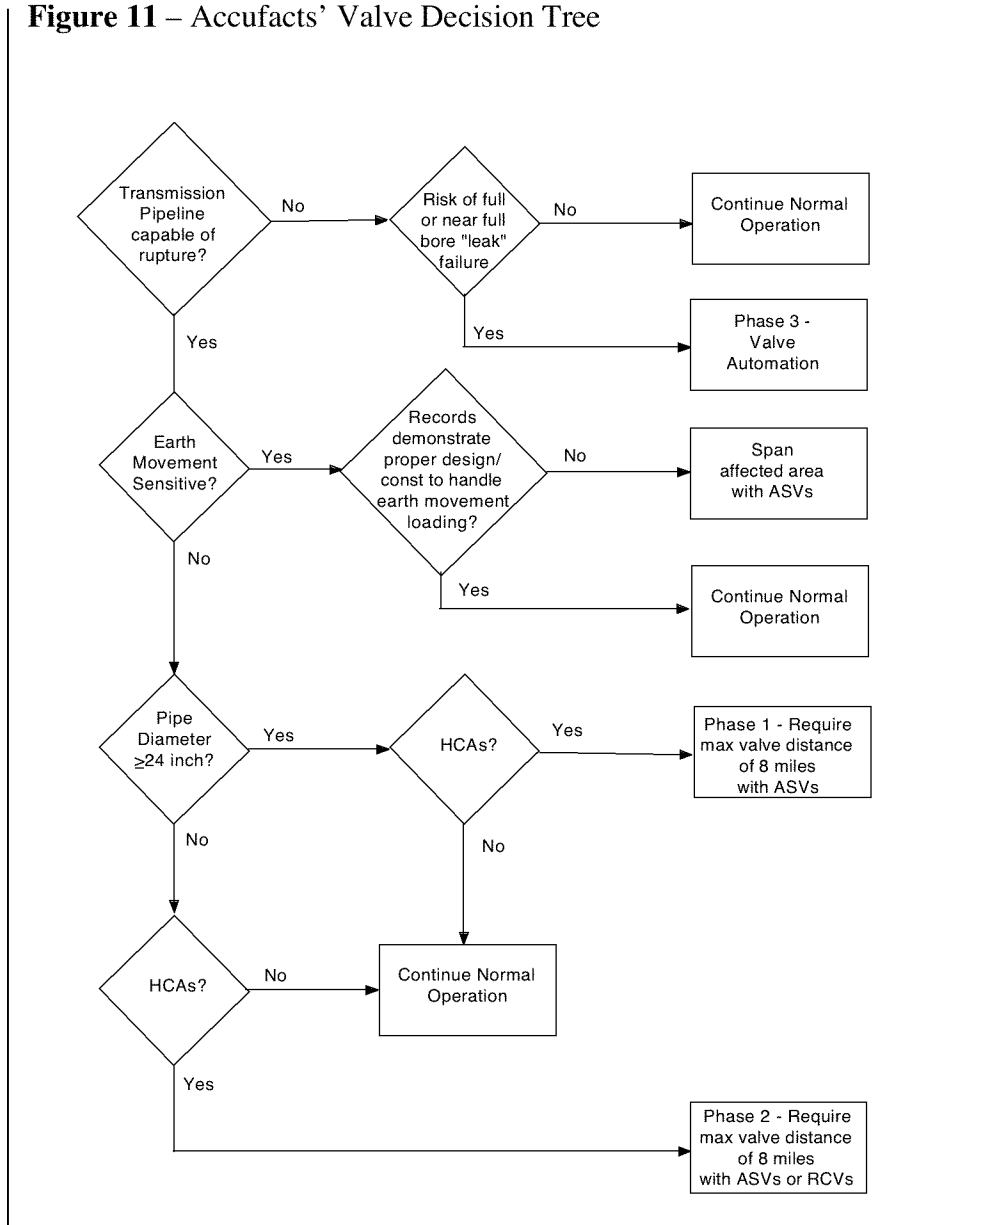 Figure 11 – Accufacts’ Valve Decision Tree
Transmission
Pipeline
capable of
rupture?
No
Risk of full
or near full
bore "leak"
failure
No
Continue Normal
Operation
Yes
Phase 3 -
Valve
Automation
Yes
Earth
Movement
Sensitive?
Yes
Records
demonstrate
proper design/
const to handle
earth movement
loading?
No
Span
affected area
with ASVs
Yes
Continue Normal
Operation
No
Pipe
Diameter
≥24 inch?
Yes
HCAs?
Yes
Phase 1 - Require
max valve distance
of 8 miles
with ASVs
No
No
HCAs?
No
Continue Normal
Operation
Yes
Phase 2 - Require
max valve distance
of 8 miles
with ASVs or RCVs